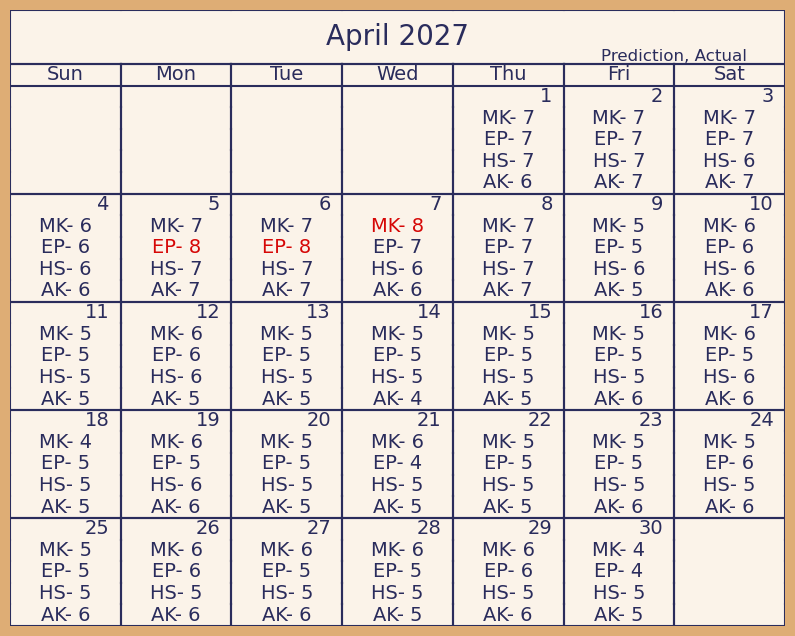 April 2027
Prediction, Actual
Sun Mon Tue Wed Thu Fri Sat
1 2 3
MK- 7 MK- 7 MK- 7
EP- 7 EP- 7 EP- 7
HS- 7 HS- 7 HS- 6
AK- 6 AK- 7 AK- 7
4 5 6 7 8 9 10
MK- 6 MK- 7 MK- 7 MK- 8 MK- 7 MK- 5 MK- 6
EP- 6 EP- 8 EP- 8 EP- 7 EP- 7 EP- 5 EP- 6
HS- 6 HS- 7 HS- 7 HS- 6 HS- 7 HS- 6 HS- 6
AK- 6 AK- 7 AK- 7 AK- 6 AK- 7 AK- 5 AK- 6
11 12 13 14 15 16 17
MK- 5 MK- 6 MK- 5 MK- 5 MK- 5 MK- 5 MK- 6
EP- 5 EP- 6 EP- 5 EP- 5 EP- 5 EP- 5 EP- 5
HS- 5 HS- 6 HS- 5 HS- 5 HS- 5 HS- 5 HS- 6
AK- 5 AK- 5 AK- 5 AK- 4 AK- 5 AK- 6 AK- 6
18 19 20 21 22 23 24
MK- 4 MK- 6 MK- 5 MK- 6 MK- 5 MK- 5 MK- 5
EP- 5 EP- 5 EP- 5 EP- 4 EP- 5 EP- 5 EP- 6
HS- 5 HS- 6 HS- 5 HS- 5 HS- 5 HS- 5 HS- 5
AK- 5 AK- 6 AK- 5 AK- 5 AK- 5 AK- 6 AK- 6
25 26 27 28 29 30
MK- 5 MK- 6 MK- 6 MK- 6 MK- 6 MK- 4
EP- 5 EP- 6 EP- 5 EP- 5 EP- 6 EP- 4
HS- 5 HS- 5 HS- 5 HS- 5 HS- 5 HS- 5
AK- 6 AK- 6 AK- 6 AK- 5 AK- 6 AK- 5